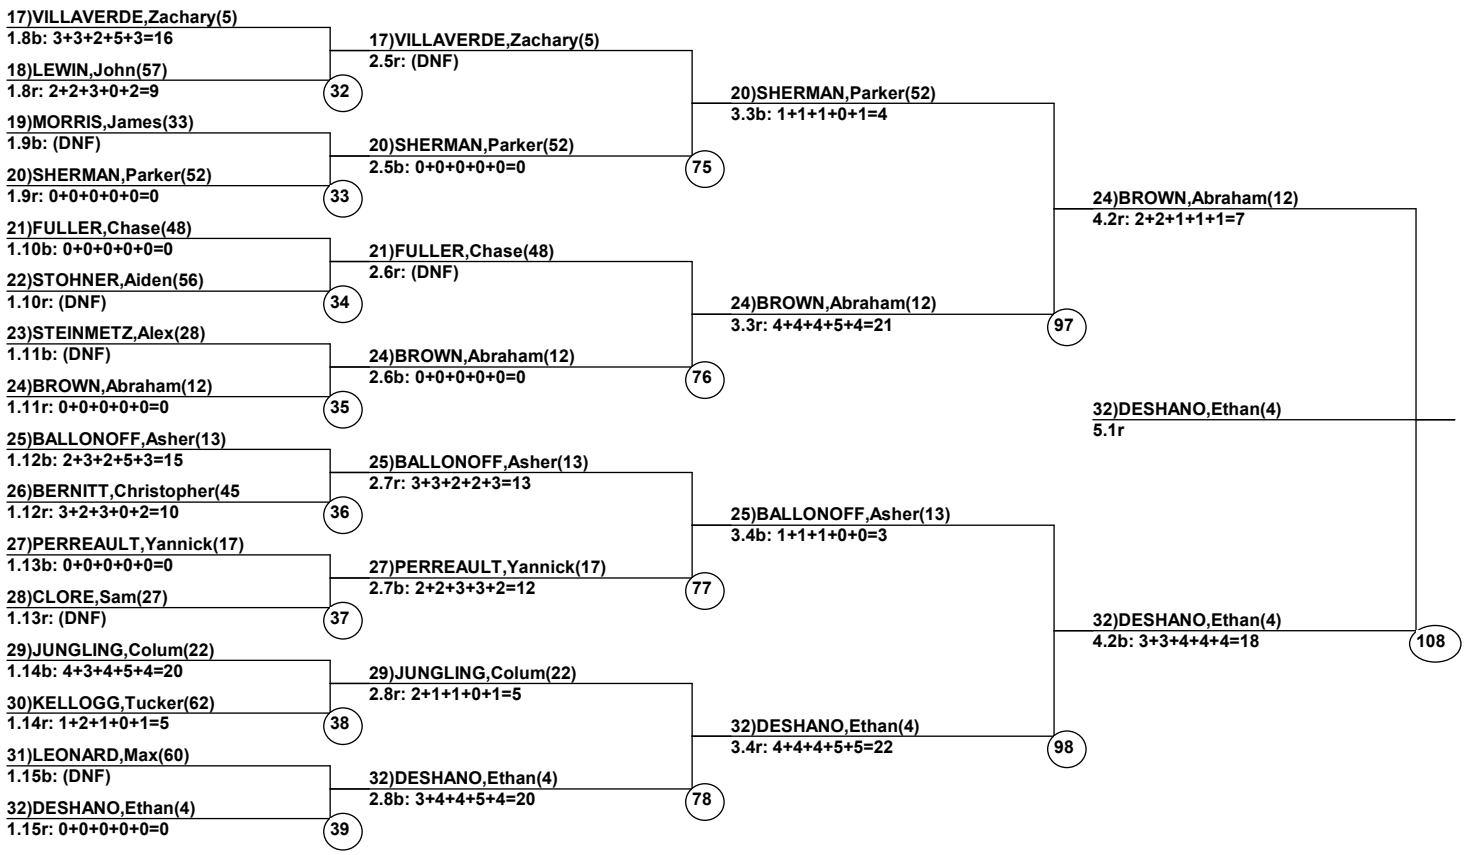 17)VILLAVERDE,Zachary(5)
1.8b: 3+3+2+5+3=16
18)LEWIN,John(57)
1.8r: 2+2+3+0+2=9
32
19)MORRIS,James(33)
1.9b: (DNF)
20)SHERMAN,Parker(52)
1.9r: 0+0+0+0+0=0
33
21)FULLER,Chase(48)
1.10b: 0+0+0+0+0=0
22)STOHNER,Aiden(56)
1.10r: (DNF)
34
23)STEINMETZ,Alex(28)
1.11b: (DNF)
24)BROWN,Abraham(12)
1.11r: 0+0+0+0+0=0
35
25)BALLONOFF,Asher(13)
1.12b: 2+3+2+5+3=15
26)BERNITT,Christopher(45
1.12r: 3+2+3+0+2=10
36
27)PERREAULT,Yannick(17)
1.13b: 0+0+0+0+0=0
28)CLORE,Sam(27)
1.13r: (DNF)
37
29)JUNGLING,Colum(22)
1.14b: 4+3+4+5+4=20
30)KELLOGG,Tucker(62)
1.14r: 1+2+1+0+1=5
38
31)LEONARD,Max(60)
1.15b: (DNF)
32)DESHANO,Ethan(4)
1.15r: 0+0+0+0+0=0
39
17)VILLAVERDE,Zachary(5)
2.5r: (DNF)
20)SHERMAN,Parker(52)
2.5b: 0+0+0+0+0=0
75
21)FULLER,Chase(48)
2.6r: (DNF)
24)BROWN,Abraham(12)
2.6b: 0+0+0+0+0=0
76
25)BALLONOFF,Asher(13)
2.7r: 3+3+2+2+3=13
27)PERREAULT,Yannick(17)
2.7b: 2+2+3+3+2=12
77
29)JUNGLING,Colum(22)
2.8r: 2+1+1+0+1=5
32)DESHANO,Ethan(4)
2.8b: 3+4+4+5+4=20
78
20)SHERMAN,Parker(52)
3.3b: 1+1+1+0+1=4
24)BROWN,Abraham(12)
3.3r: 4+4+4+5+4=21
97
25)BALLONOFF,Asher(13)
3.4b: 1+1+1+0+0=3
32)DESHANO,Ethan(4)
3.4r: 4+4+4+5+5=22
98
24)BROWN,Abraham(12)
4.2r: 2+2+1+1+1=7
32)DESHANO,Ethan(4)
4.2b: 3+3+4+4+4=18
108
32)DESHANO,Ethan(4)
5.1r